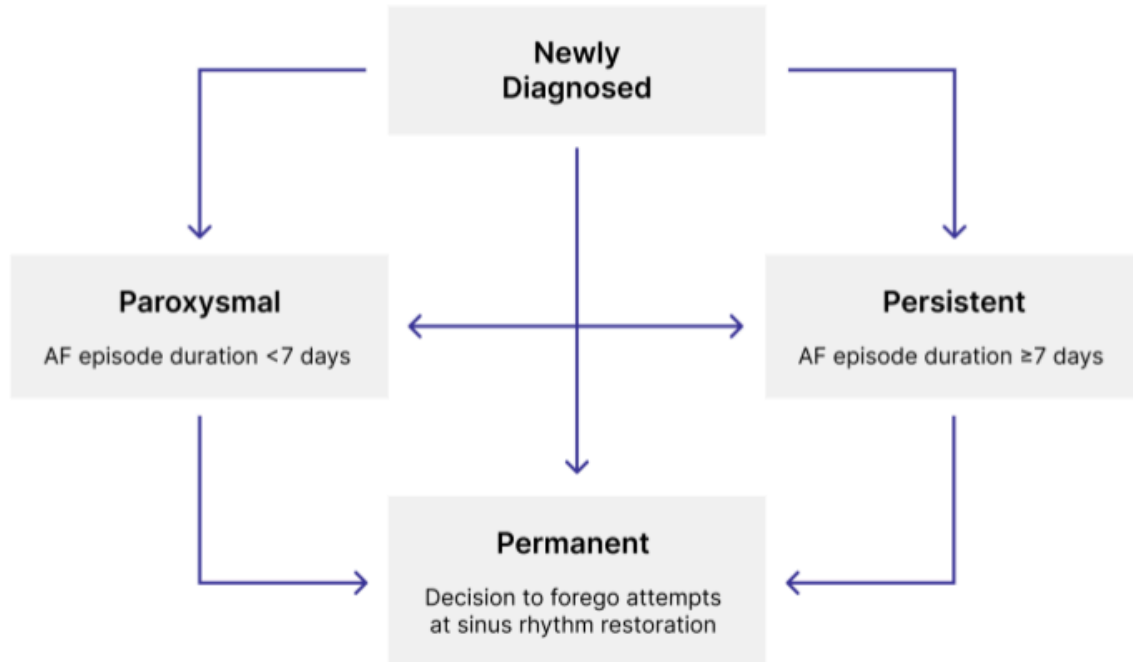 Newly
Diagnosed
Paroxysmal
AF episode duration <7 days
Persistent
AF episode duration ≥7 days
Permanent
Decision to forego attempts
at sinus rhythm restoration